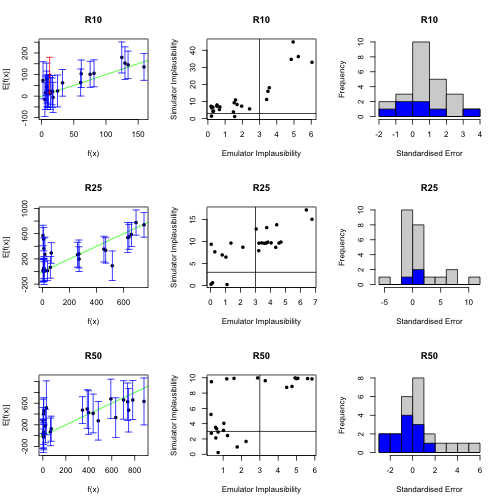 R10 R10 R10
E[f(x)]
-100 0 100 200
0 50 100 150
f(x)
Simulator Implausibility
0 10 20 30 40
0 1 2 3 4 5 6
Emulator Implausibility
Frequency
0 2 4 6 8 10
-2 -1 0 1 2 3 4
Standardised Error
R25 R25 R25
E[f(x)]
-200 200 600 1000
0 200 400 600
f(x)
Simulator Implausibility
0 5 10 15
0 1 2 3 4 5 6 7
Emulator Implausibility
Frequency
0 2 4 6 8 10
-5 0 5 10
Standardised Error
R50 R50 R50
E[f(x)]
-200 200 600
0 200 400 600 800
f(x)
Simulator Implausibility
0 2 4 6 8 10
0 1 2 3 4 5 6
Emulator Implausibility
Frequency
0 2 4 6 8
-2 0 2 4 6
Standardised Error